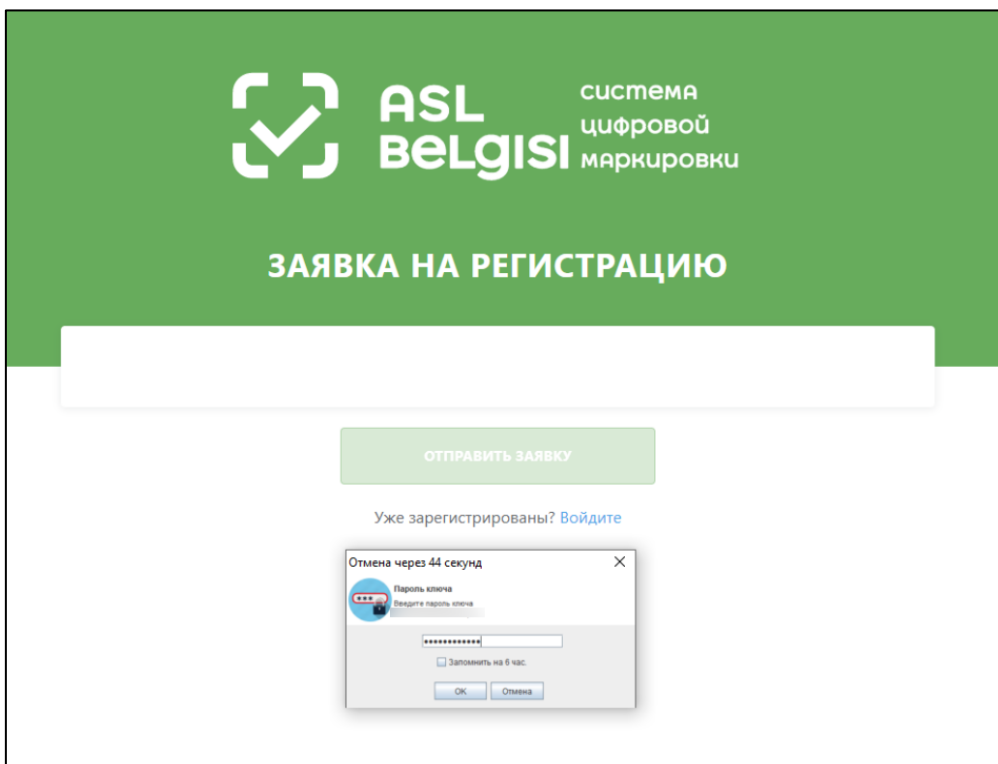 ASL
BELGISI
система
цифровой
маркировки
ЗАЯВКА НА РЕГИСТРАЦИЮ
ОТПРАВИТЬ ЗАЯВКУ
Уже зарегистрированы? Войдите
Отмена через 44 секунд
Пароль ключа
Введите пароль ключа
Запомнить на 6 час.
OK Отмена